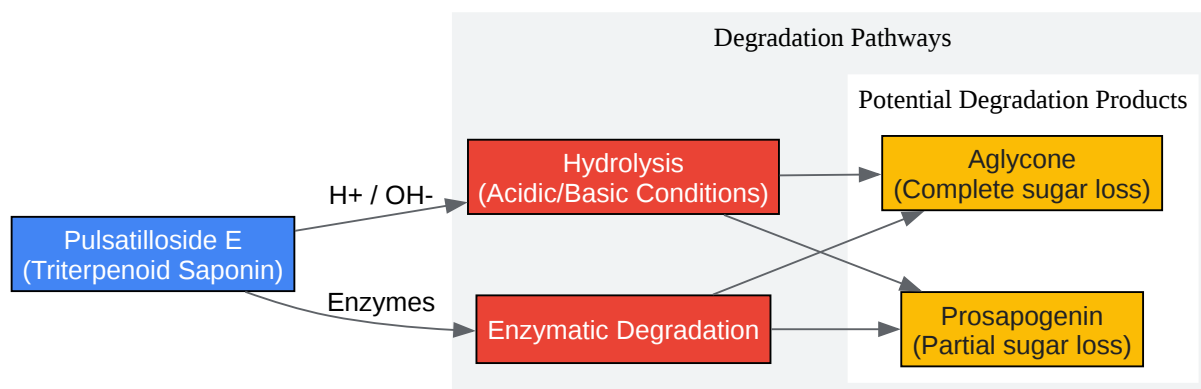 Degradation Pathways
Potential Degradation Products
Hydrolysis
(Acidic/Basic Conditions)
Aglycone
(Complete sugar loss)
H+ / OH-
Pulsatilloside E
(Triterpenoid Saponin)
Enzymes
Enzymatic Degradation
Prosapogenin
(Partial sugar loss)